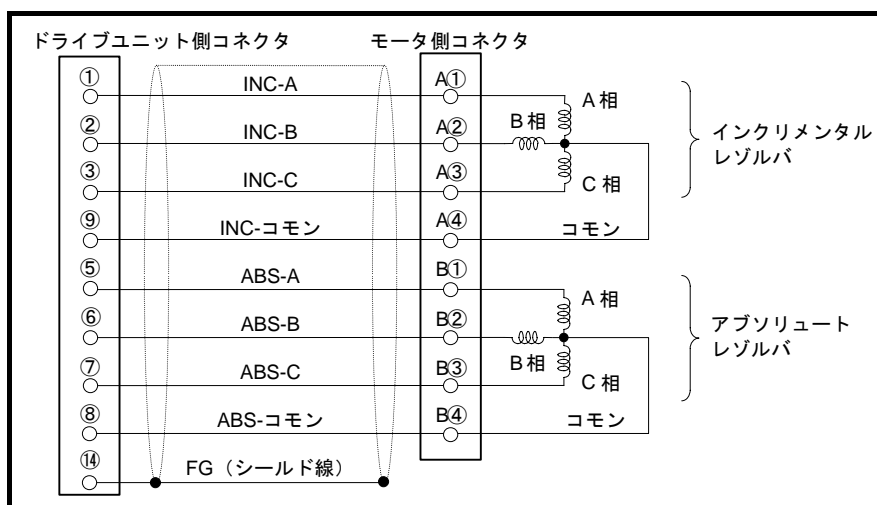 ドライブユニット側コネクタ モータ側コネクタ
① INC-A A①
A相
② INC-B A② B相
インクリメンタル
レゾルバ
③ INC-C A③
C相
⑨ INC-コモン A④ コモン
⑤ ABS-A B①
A相
⑥ ABS-B B②
アブソリュート
レゾルバ
B相
⑦ ABS-C B③
C相
⑧ ABS-コモン B④ コモン
⑭ FG（シールド線）